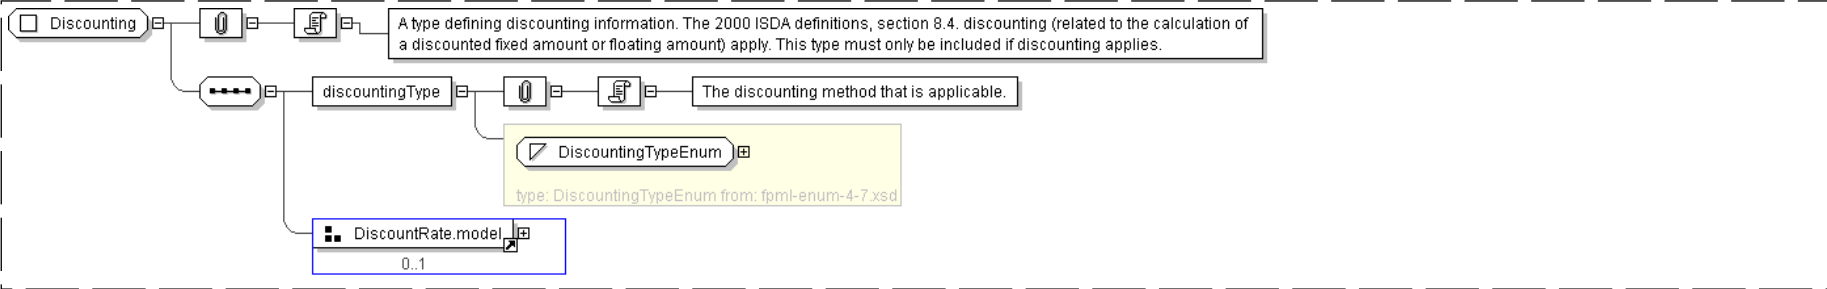 Discounting
A type defining discounting information. The 2000 ISDA definitions, section 8.4. discounting (related to the calculation of
a discounted fixed amount or floating amount) apply. This type must only be included if discounting applies.
discountingType
The discounting method that is applicable.
DiscountingTypeEnum
type: DiscountingTypeEnum from: fpml-enum-4-7.xsd
DiscountRate.model
0..1